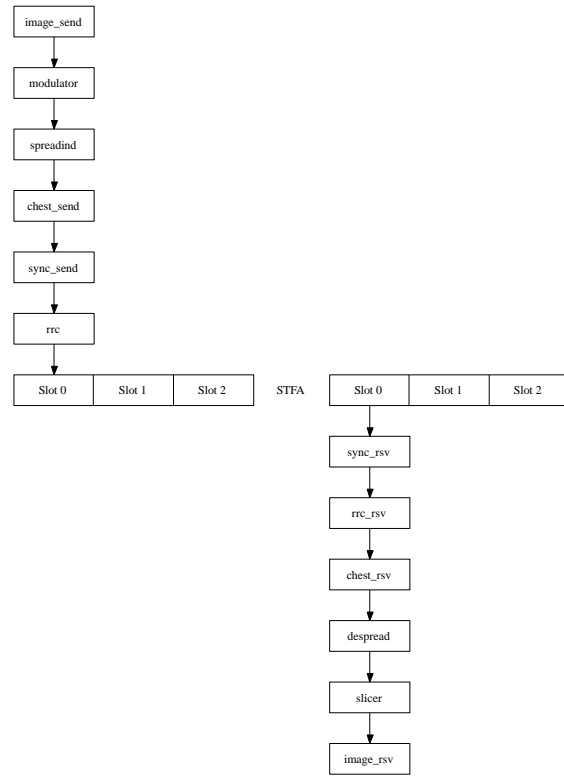 image_send
modulator
spreadind
chest_send
sync_send
rrc
Slot 0 Slot 1 Slot 2 STFA Slot 0 Slot 1 Slot 2
sync_rsv
rrc_rsv
chest_rsv
despread
slicer
image_rsv